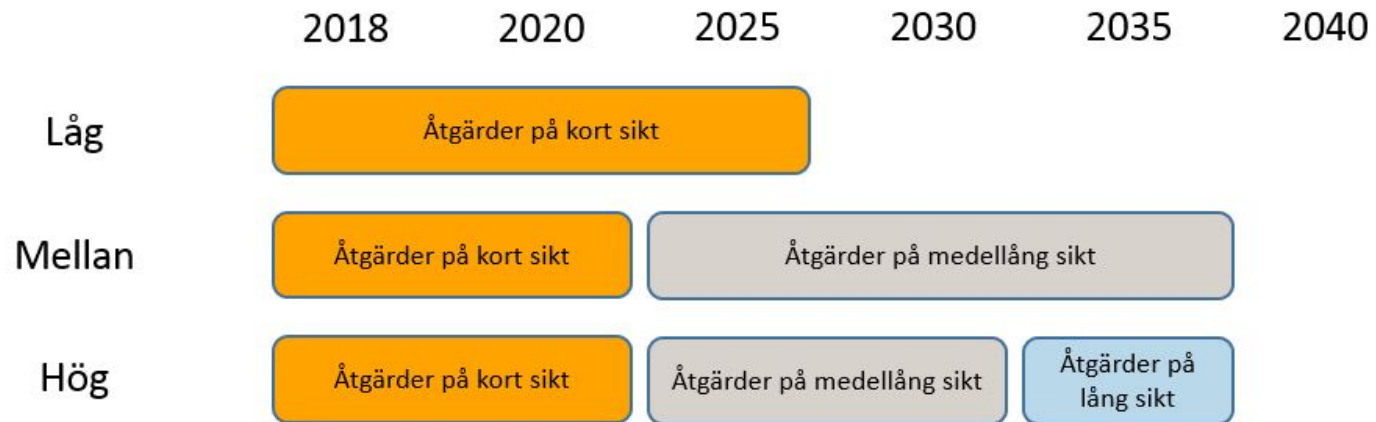 2018 2020 2025 2030 2035 2040
Låg
Åtgärder på kort sikt
Mellan
Åtgärder på kort sikt
Åtgärder på medellång sikt
Hög
Åtgärder på kort sikt
Åtgärder på medellång sikt
Åtgärder på
lång sikt